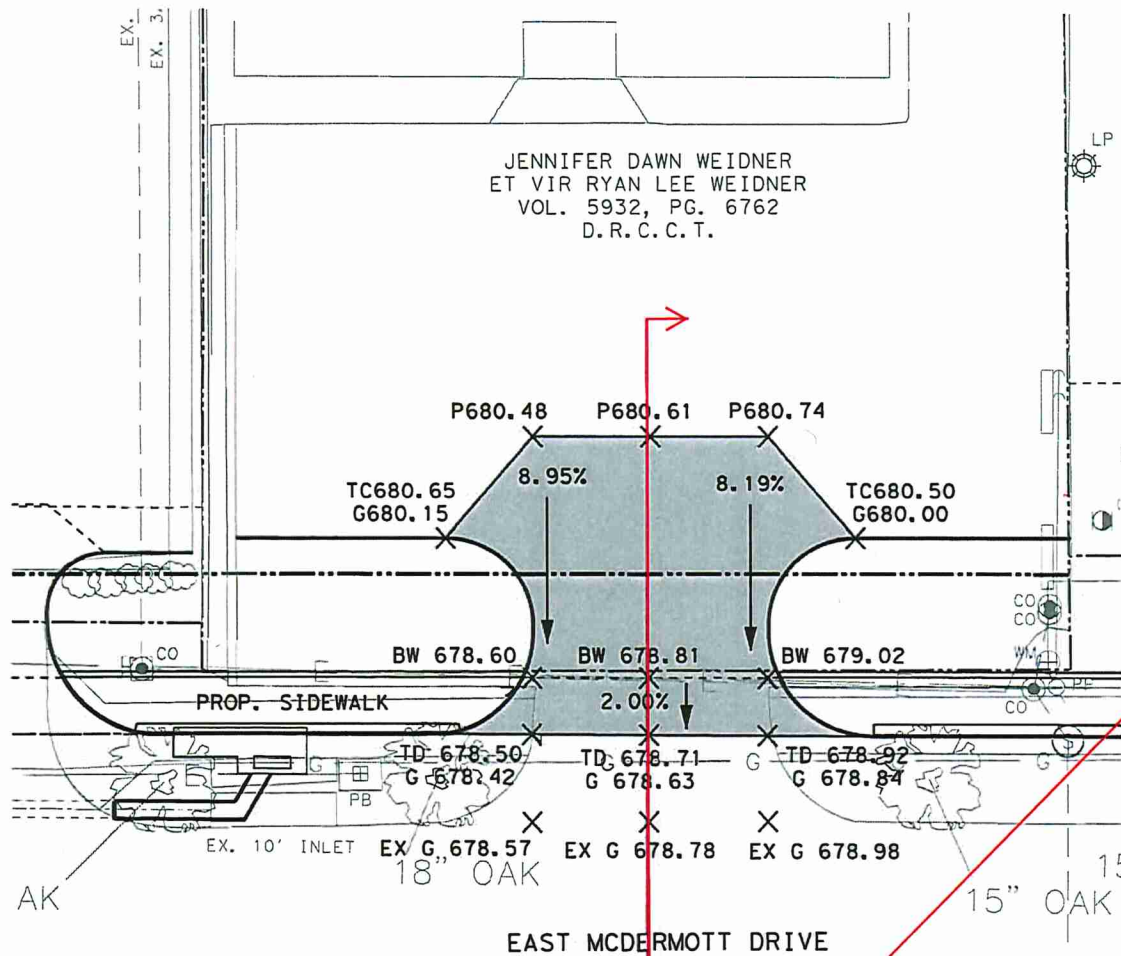 EX.
EX. 3.
LP
JENNIFER DAWN WEIDNER
ET VIR RYAN LEE WEIDNER
VOL. 5932, PG. 6762
D.R.C.C.T.
P680.48 P680.61 P680.74
8.95% 8.19%
TC680.65 TC680.50
G680.15 G680.00
CO
CO
CO
BW 678.60 BW 678.81 BW 679.02
WM
E
PROP. SIDEWALK
2.00%
CO
TD 678.50 TD 678.71 TD 678.92
G 678.42 G 678.63 G 678.84
G
G
G
G
S
PB
EX. 10' INLET
EX G 678.57 EX G 678.78 EX G 678.98
18" OAK
15" OAK
15
AK
EAST MCDERMOTT DRIVE